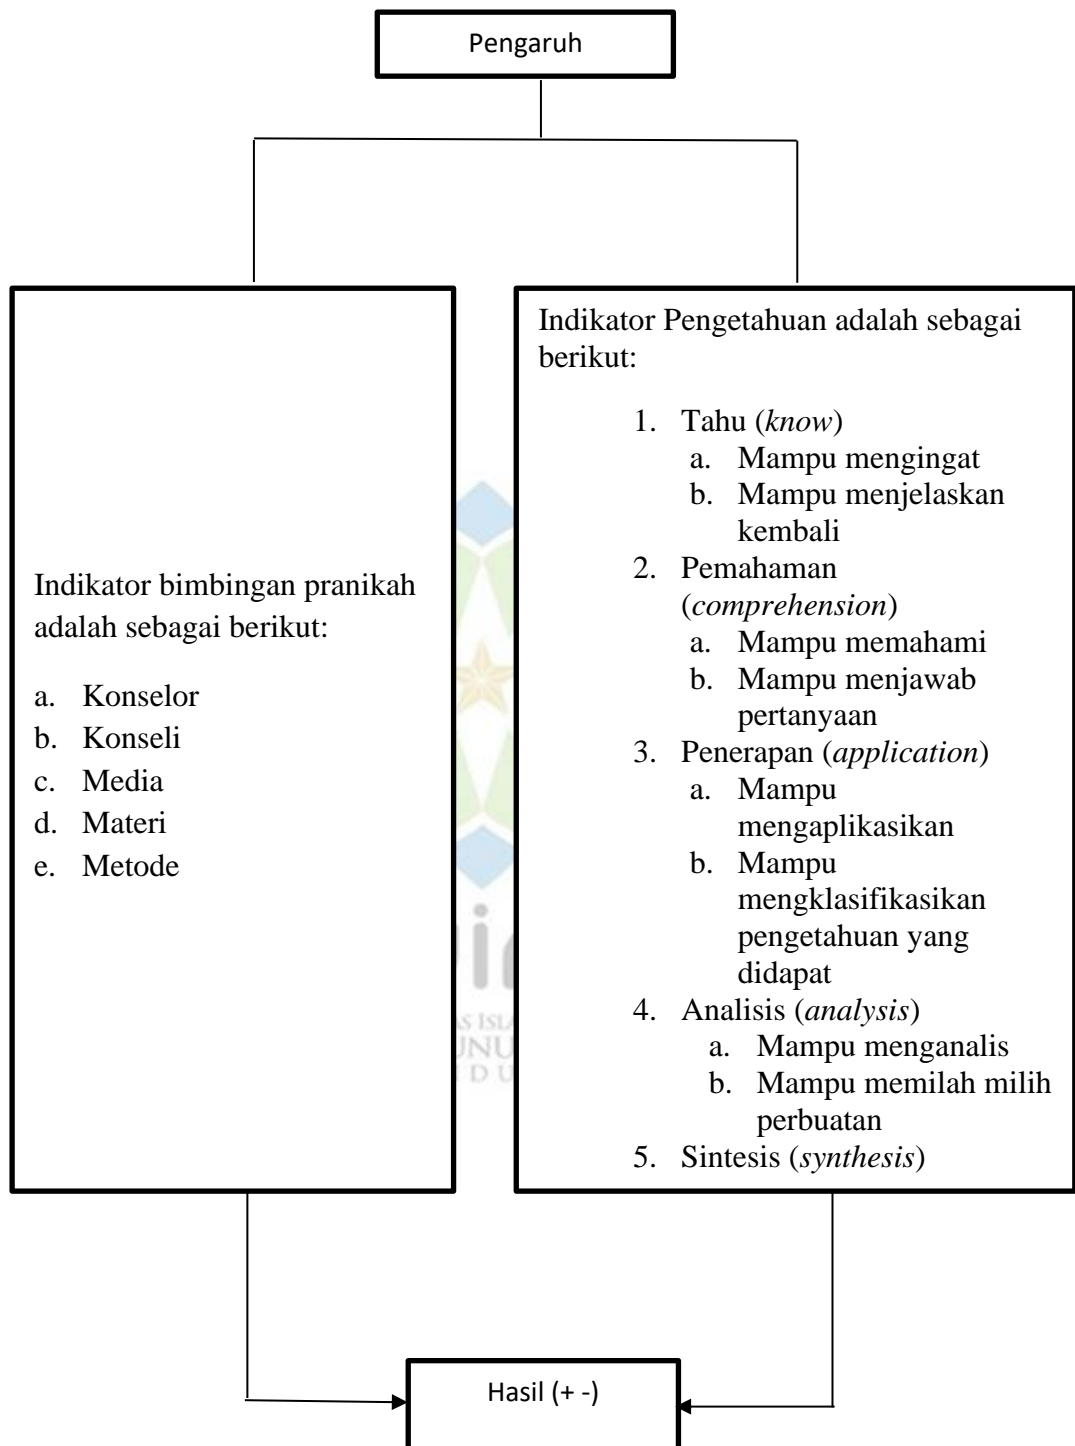 Pengaruh
Indikator bimbingan pranikah
adalah sebagai berikut:
a. Konselor
b. Konseli
c. Media
d. Materi
e. Metode
Indikator Pengetahuan adalah sebagai
berikut:
1. Tahu (know)
a. Mampu mengingat
b. Mampu menjelaskan
kembali
2. Pemahaman
(comprehension)
a. Mampu memahami
b. Mampu menjawab
pertanyaan
3. Penerapan (application)
a. Mampu
mengaplikasikan
b. Mampu
mengklasifikasikan
pengetahuan yang
didapat
4. Analisis (analysis)
a. Mampu menganalis
b. Mampu memilah milih
perbuatan
5. Sintesis (synthesis)
Hasil (+ -)